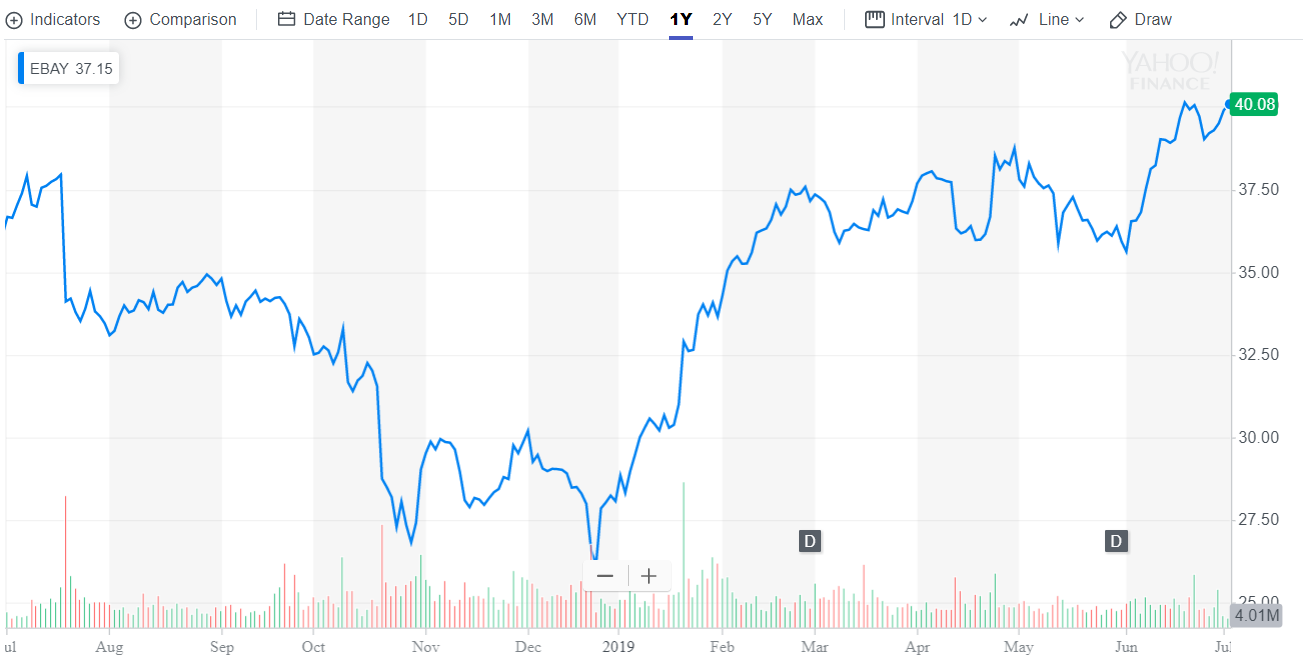 Indicators Comparison Date Range 1D 5D 1M 3M 6M YTD 1Y 2Y 5Y Max Interval 1D Line Draw
EBAY 37.15
YAHOO!
FINANCE
40.08
37.50
35.00
32.50
30.00
27.50
D D
25.00
4.01M
ul Aug Sep Oct Nov Dec 2019 Feb Mar Apr May Jun Jul